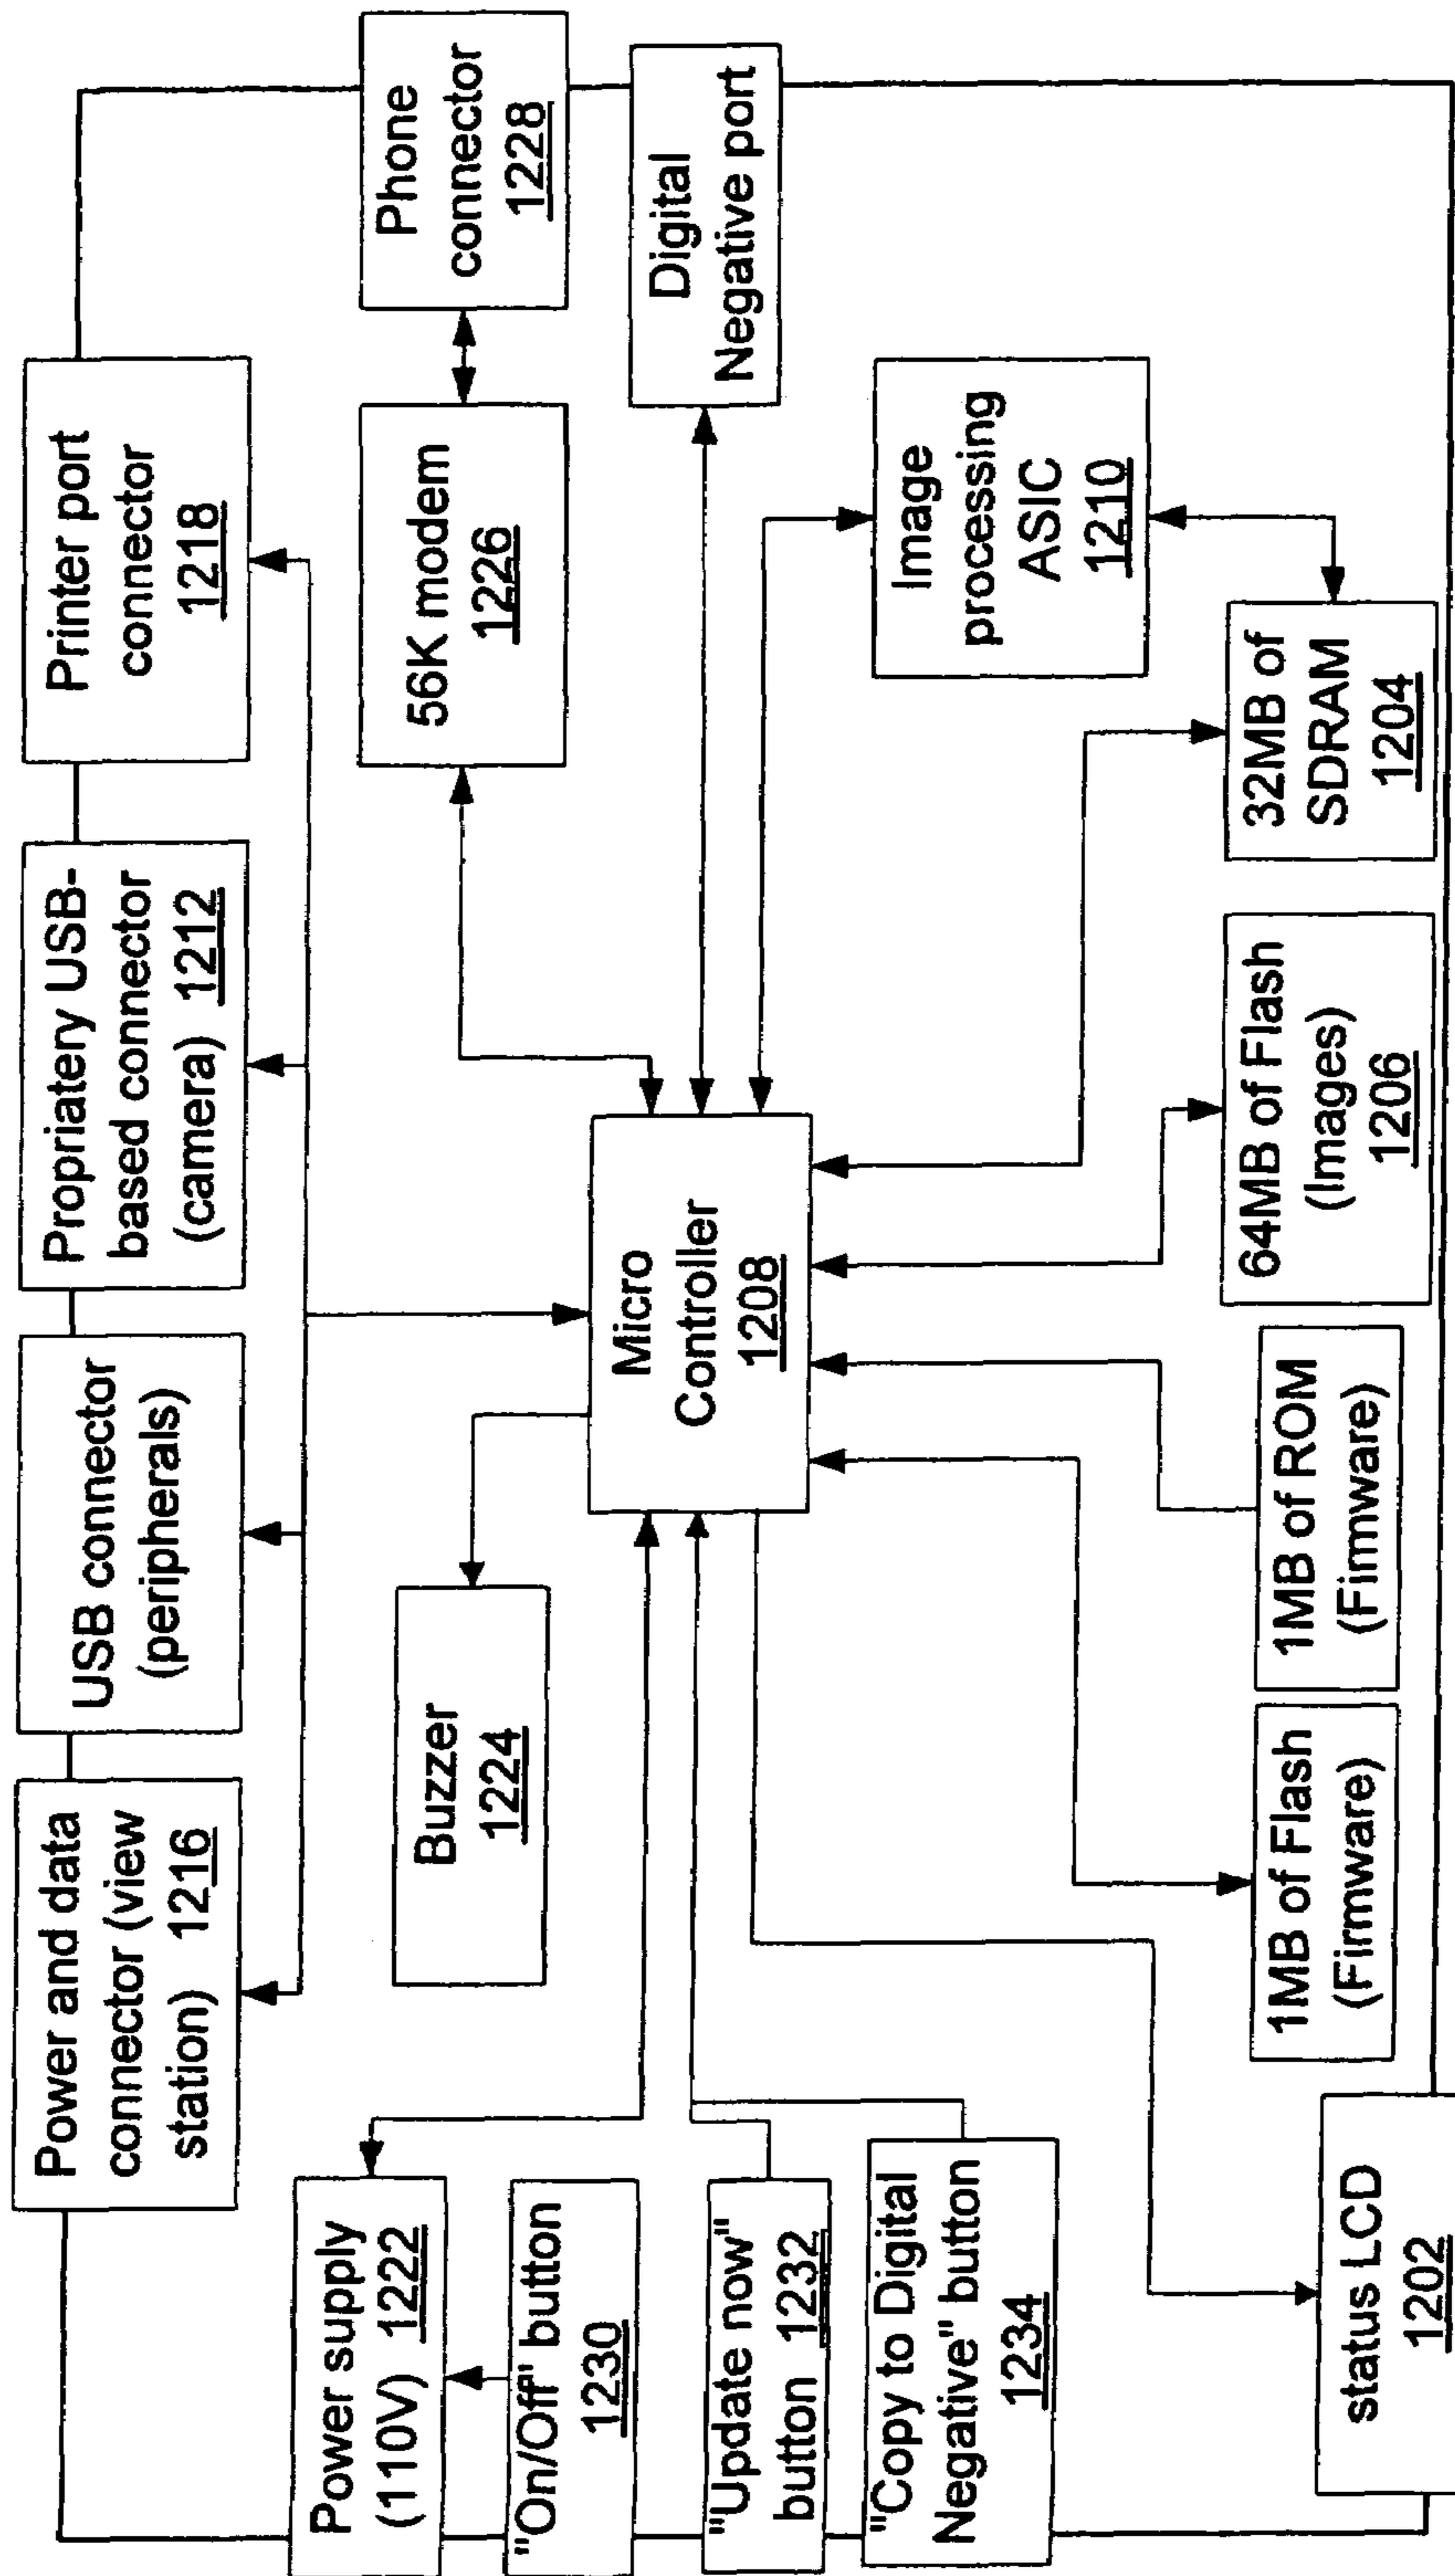 Power and data
connector (view
station) 1216
USB connector
(peripherals)
Propriatery USB-
based connector
(camera) 1212
Printer port
connector
1218
Power supply
(110V) 1222
"On/Off" button
1230
"Update now"
button 1232
"Copy to Digital
Negative" button
1234
status LCD
1202
Buzzer
1224
Micro
Controller
1208
56K modem
1226
Phone
connector
1228
Digital
Negative port
Image
processing
ASIC
1210
1MB of Flash
(Firmware)
1MB of ROM
(Firmware)
64MB of Flash
(Images)
1206
32MB of
SDRAM
1204